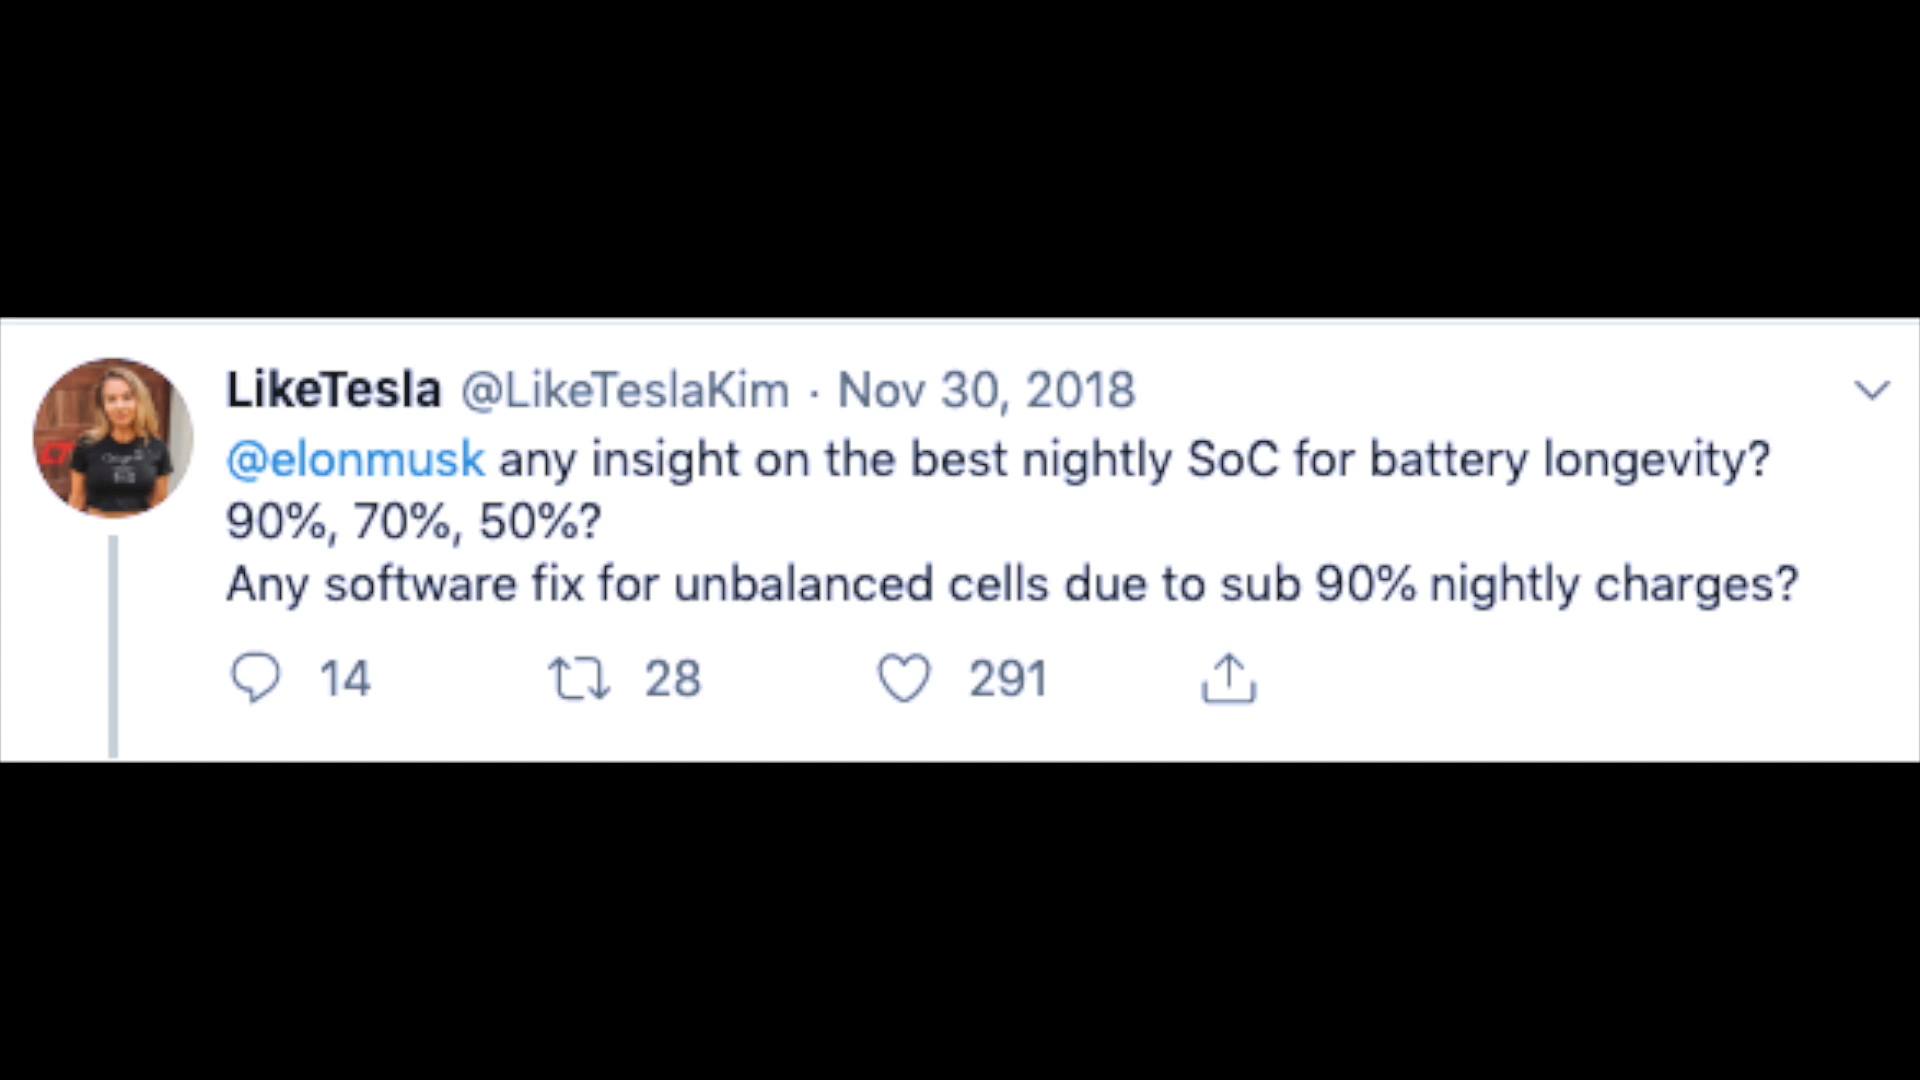 LikeTesla @LikeTeslaKim · Nov 30, 2018
@elonmusk any insight on the best nightly SoC for battery longevity?
90%, 70%, 50%?
Any software fix for unbalanced cells due to sub 90% nightly charges?
14 28 291